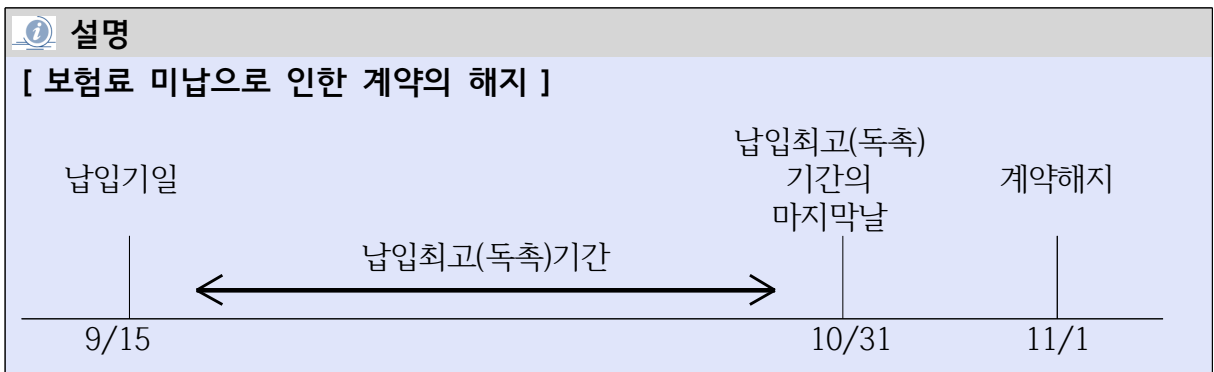 설명
[ 보험료 미납으로 인한 계약의 해지 ]
납입기일
납입최고(독촉)
기간의
마지막날
계약해지
납입최고(독촉)기간
9/15
10/31
11/1